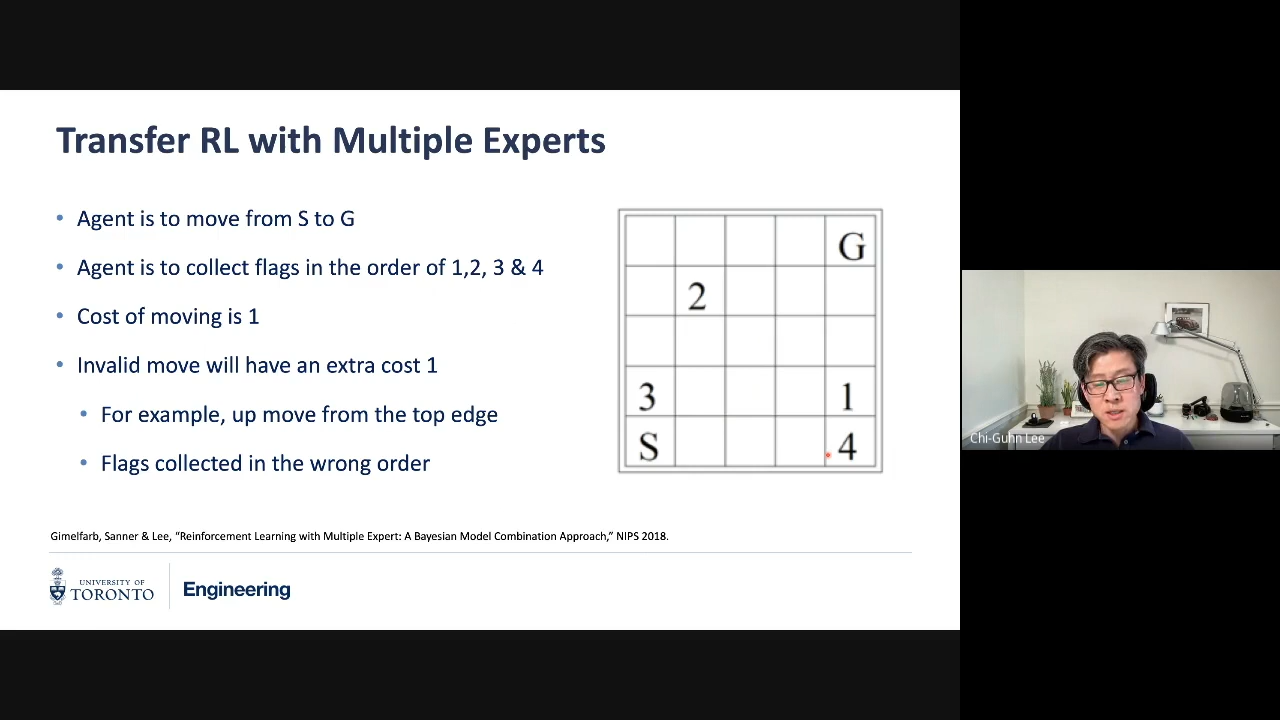 Transfer RL with Multiple Experts
• Agent is to move from S to G
• Agent is to collect flags in the order of 1,2, 3 & 4
• Cost of moving is 1
• Invalid move will have an extra cost 1
• For example, up move from the top edge
• Flags collected in the wrong order
G
2
3 1
S 4
Gimelfarb, Sanner & Lee, “Reinforcement Learning with Multiple Expert: A Bayesian Model Combination Approach,” NIPS 2018.
UNIVERSITY OF
TORONTO
Engineering
Chi-Guhn Lee